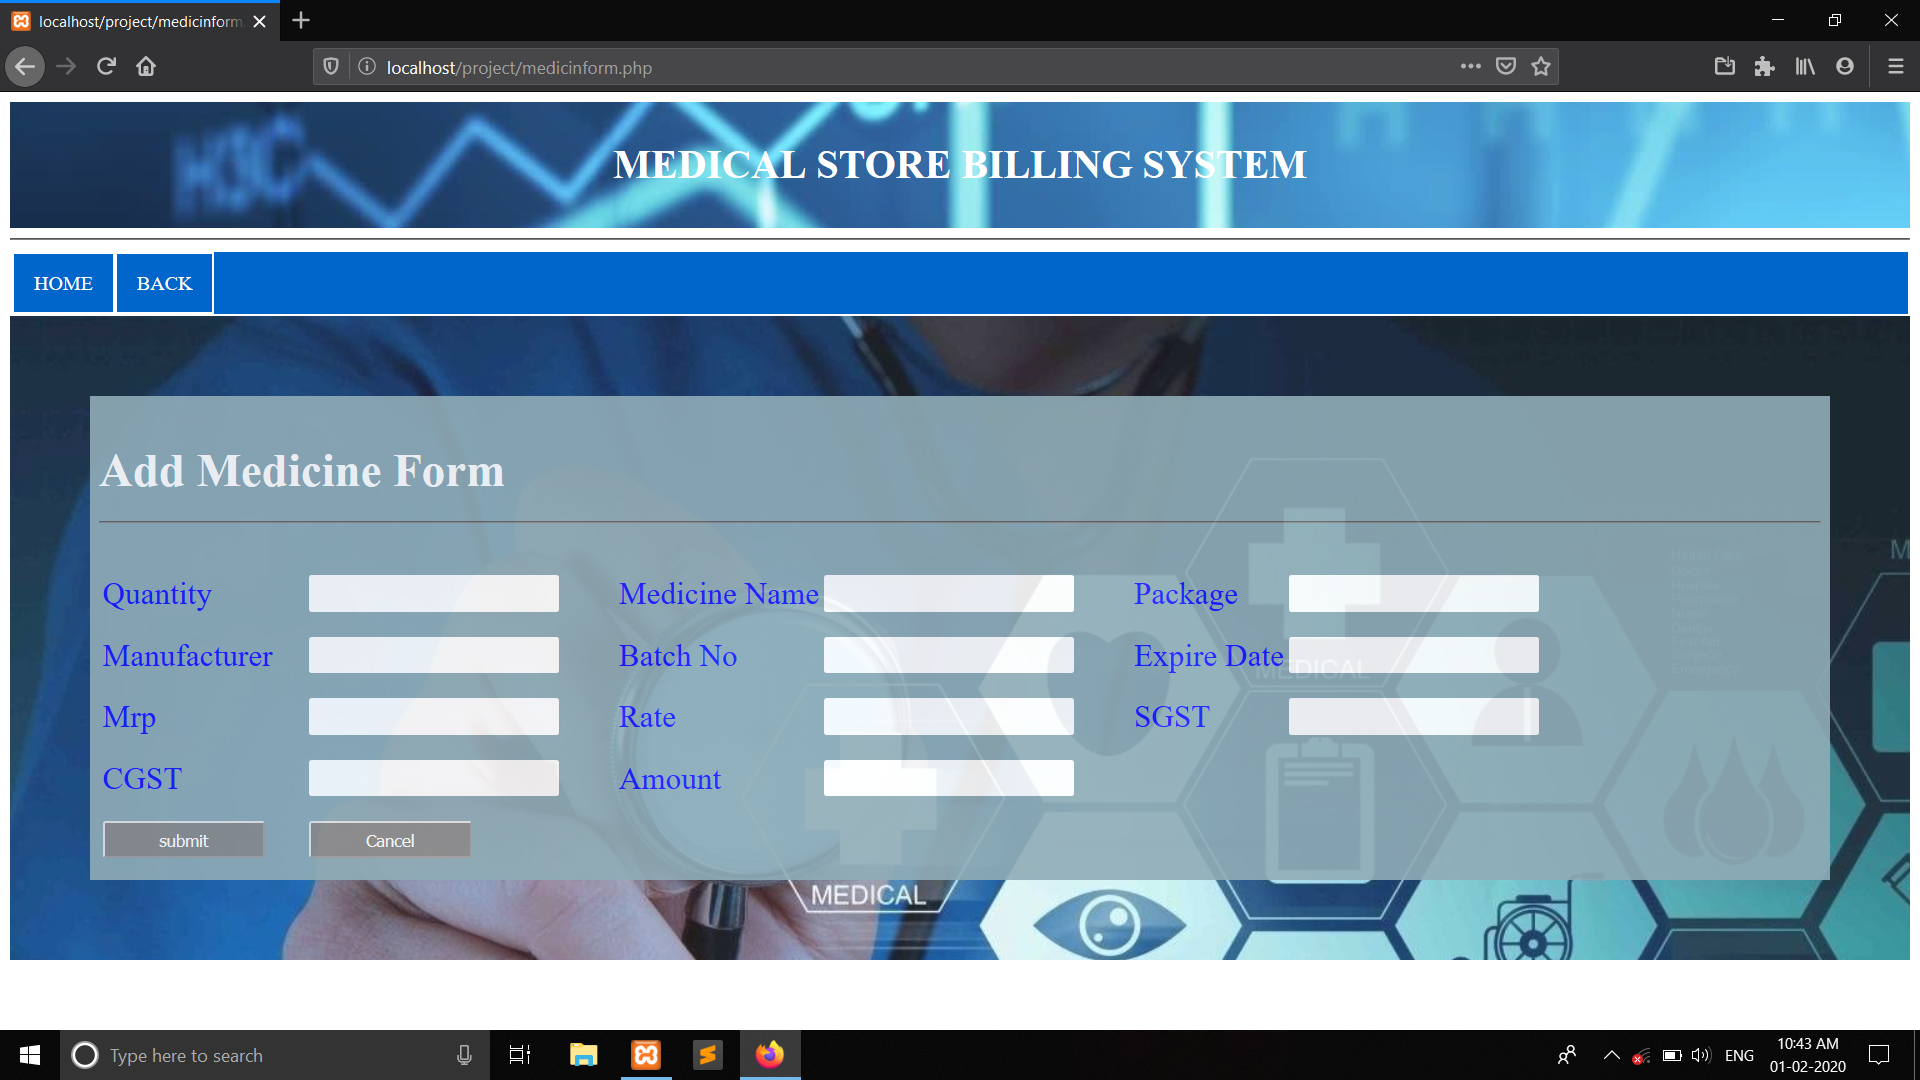 localhost/project/medicinform
localhost/project/medicinform.php
MEDICAL STORE BILLING SYSTEM
HOME BACK
Add Medicine Form
Quantity Medicine Name Package
Manufacturer Batch No Expire Date
MEDICAL
Mrp Rate SGST
CGST Amount
submit Cancel
MEDICAL
Type here to search
ENG
10:43 AM
01-02-2020